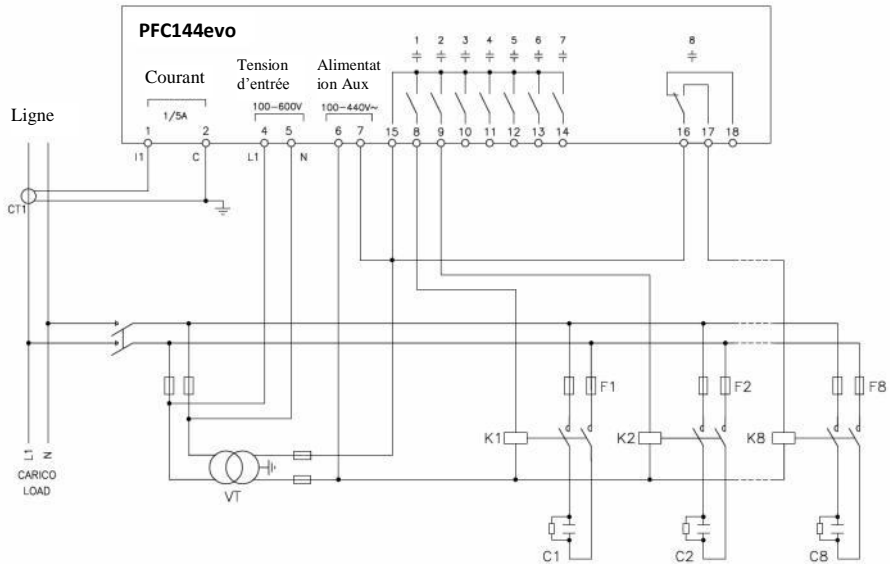 PFC144evo
1 2 3 4 5 6 7 8
Courant
Tension
d'entrée
Alimentat
ion Aux
1/5A
100-600V
100-440V~
Ligne
1 2 4 5 6 7 15 8 9 10 11 12 13 14 16 17 18
I1 C L1 N
CT1
F1 F2 F8
K1 K2 K8
L1 N
CARICO
LOAD
VT
C1 C2 C8